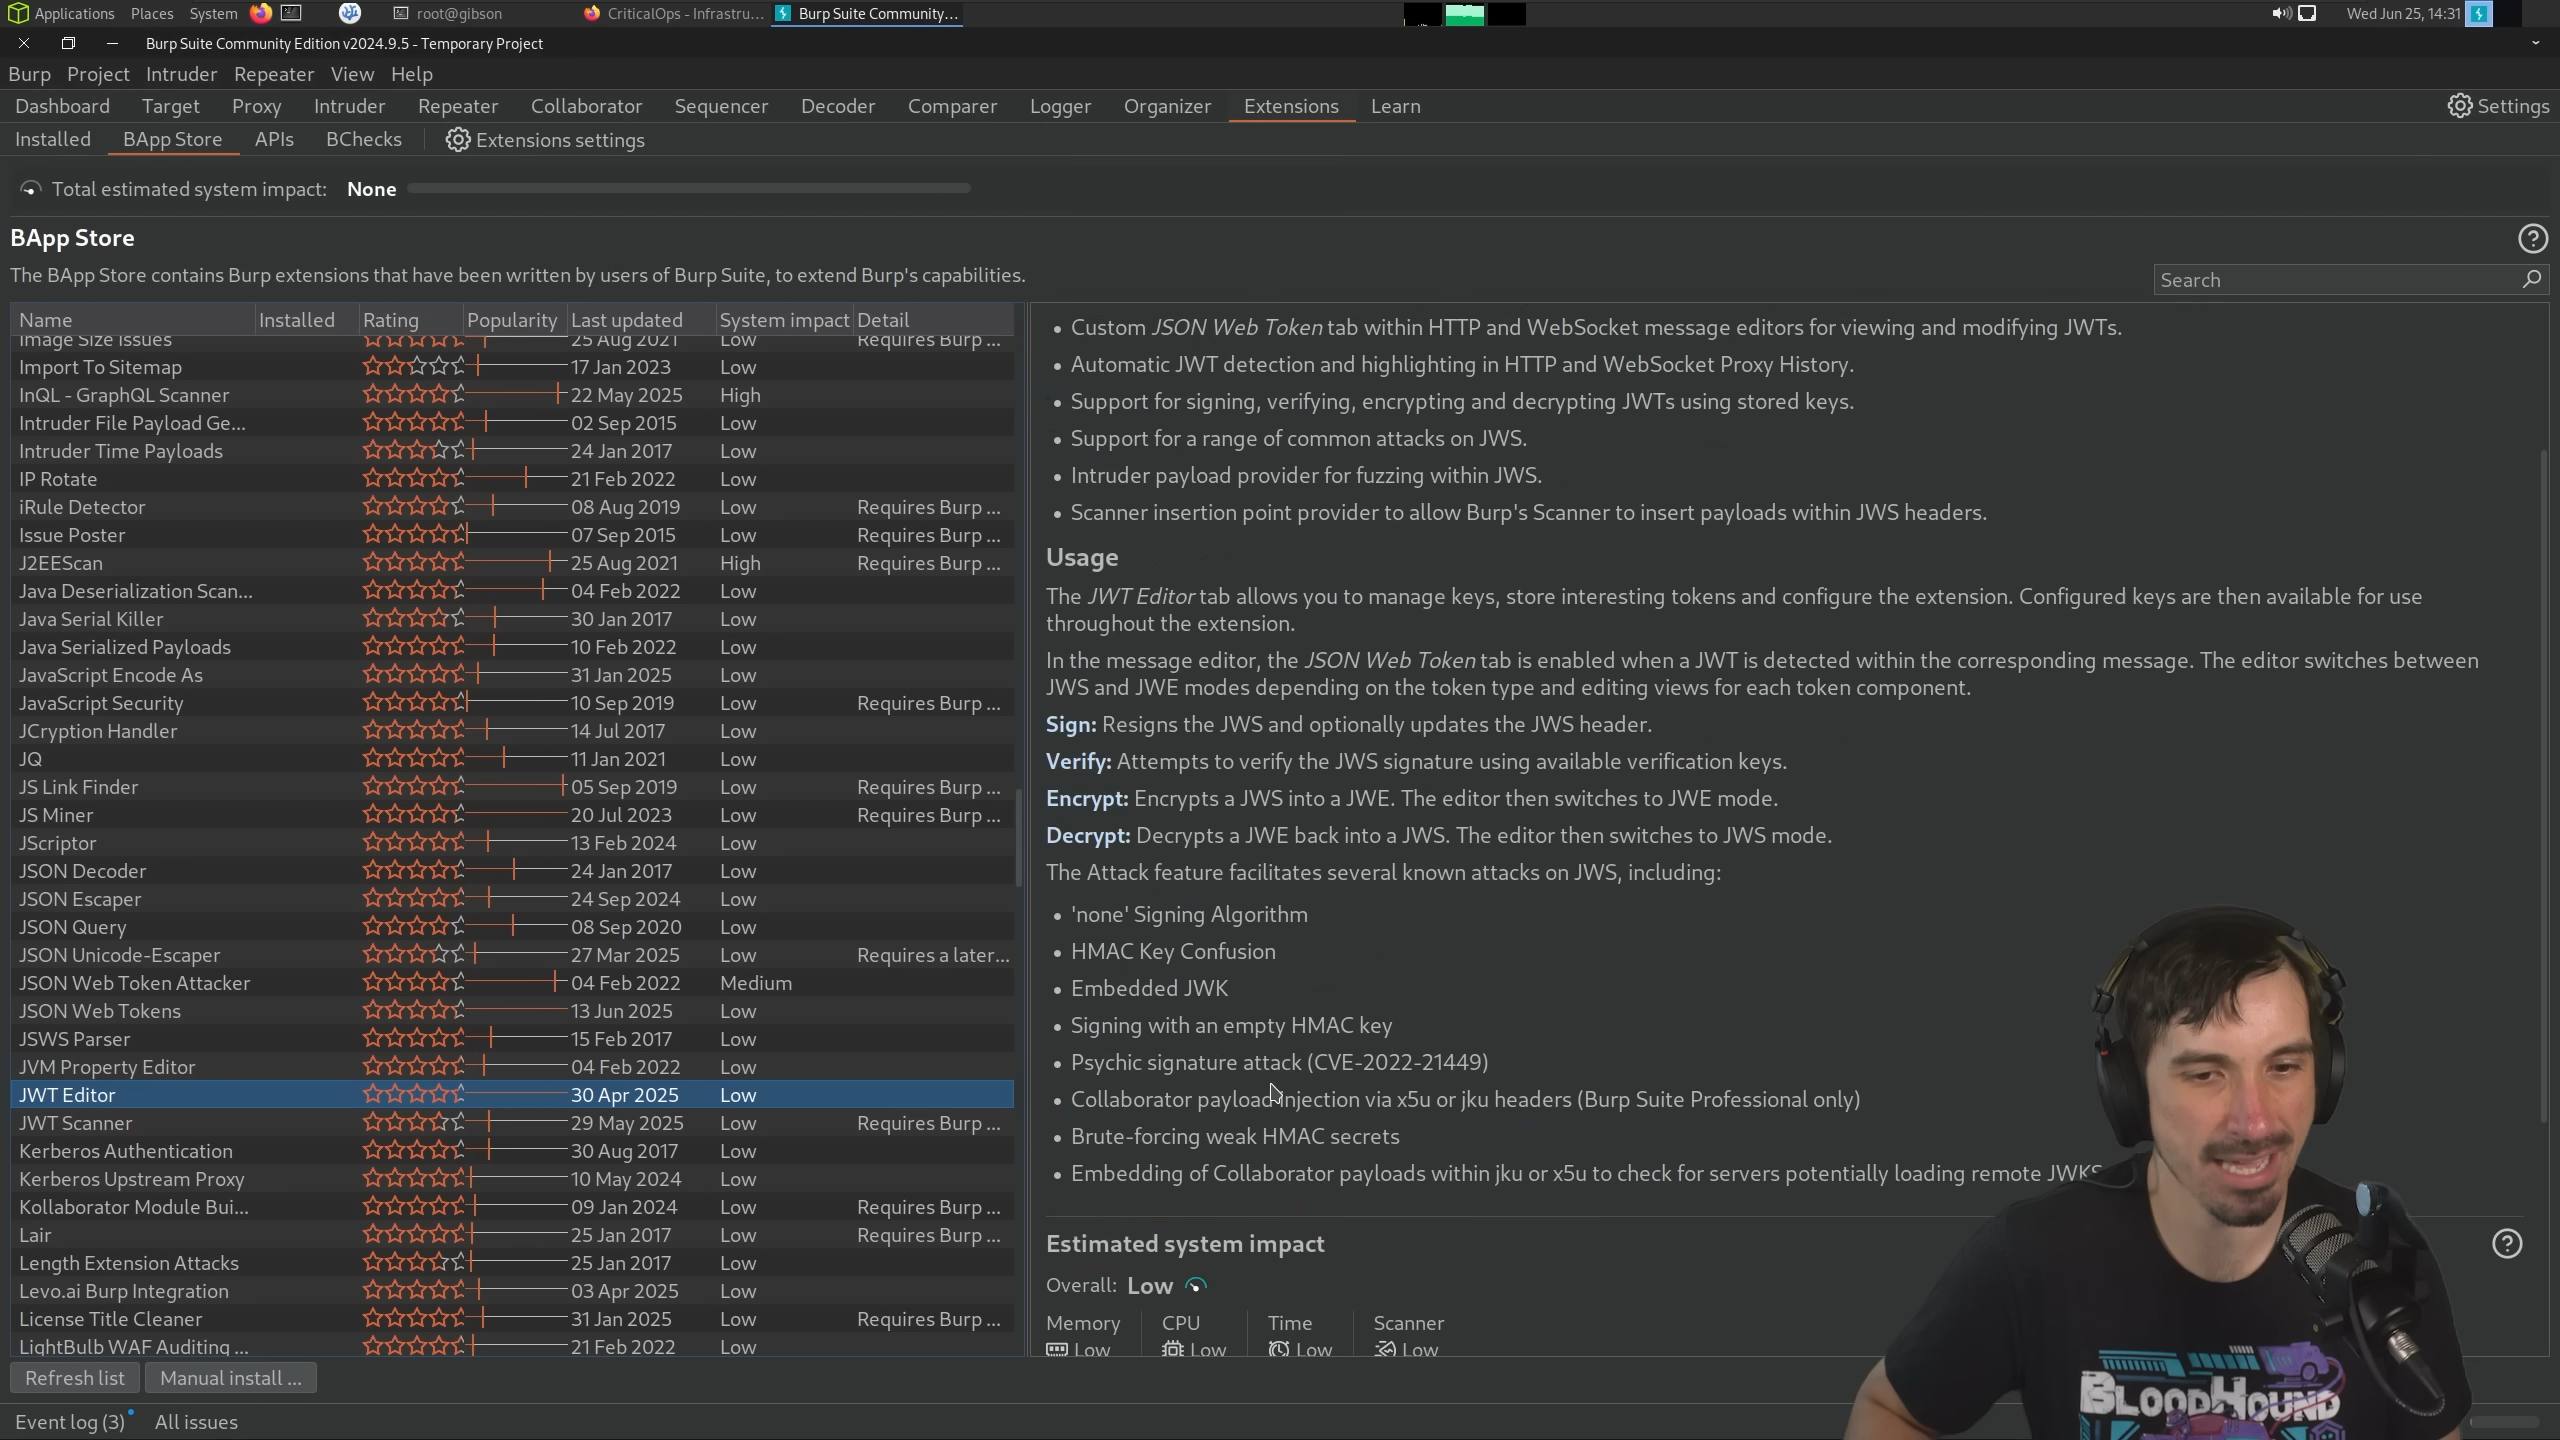 Applications Places System root@gibson CriticalOps - Infrastru... Burp Suite Community... Wed Jun 25, 14:31
Burp Suite Community Edition v2024.9.5 - Temporary Project
Burp Project Intruder Repeater View Help
Dashboard Target Proxy Intruder Repeater Collaborator Sequencer Decoder Comparer Logger Organizer Extensions Learn Settings
Installed BApp Store APIs BChecks Extensions settings
Total estimated system impact: None
BApp Store
The BApp Store contains Burp extensions that have been written by users of Burp Suite, to extend Burp's capabilities.
Search
Name Installed Rating Popularity Last updated System impact Detail
Image Size Issues 25 Aug 2021 Low Requires Burp ...
Import To Sitemap 17 Jan 2023 Low
InQL - GraphQL Scanner 22 May 2025 High
Intruder File Payload Ge... 02 Sep 2015 Low
Intruder Time Payloads 24 Jan 2017 Low
IP Rotate 21 Feb 2022 Low
iRule Detector 08 Aug 2019 Low Requires Burp ...
Issue Poster 07 Sep 2015 Low Requires Burp ...
J2EEScan 25 Aug 2021 High Requires Burp ...
Java Deserialization Scan... 04 Feb 2022 Low
Java Serial Killer 30 Jan 2017 Low
Java Serialized Payloads 10 Feb 2022 Low
JavaScript Encode As 31 Jan 2025 Low
JavaScript Security 10 Sep 2019 Low Requires Burp ...
JCryption Handler 14 Jul 2017 Low
JQ 11 Jan 2021 Low
JS Link Finder 05 Sep 2019 Low Requires Burp ...
JS Miner 20 Jul 2023 Low Requires Burp ...
JScriptor 13 Feb 2024 Low
JSON Decoder 24 Jan 2017 Low
JSON Escaper 24 Sep 2024 Low
JSON Query 08 Sep 2020 Low
JSON Unicode-Escaper 27 Mar 2025 Low Requires a later...
JSON Web Token Attacker 04 Feb 2022 Medium
JSON Web Tokens 13 Jun 2025 Low
JSWS Parser 15 Feb 2017 Low
JVM Property Editor 04 Feb 2022 Low
JWT Editor 30 Apr 2025 Low
JWT Scanner 29 May 2025 Low Requires Burp ...
Kerberos Authentication 30 Aug 2017 Low
Kerberos Upstream Proxy 10 May 2024 Low
Kollaborator Module Bui... 09 Jan 2024 Low Requires Burp ...
Lair 25 Jan 2017 Low Requires Burp ...
Length Extension Attacks 25 Jan 2017 Low
Levo.ai Burp Integration 03 Apr 2025 Low
License Title Cleaner 31 Jan 2025 Low Requires Burp ...
LightBulb WAF Auditing ... 21 Feb 2022 Low
• Custom JSON Web Token tab within HTTP and WebSocket message editors for viewing and modifying JWTs.
• Automatic JWT detection and highlighting in HTTP and WebSocket Proxy History.
• Support for signing, verifying, encrypting and decrypting JWTs using stored keys.
• Support for a range of common attacks on JWS.
• Intruder payload provider for fuzzing within JWS.
• Scanner insertion point provider to allow Burp's Scanner to insert payloads within JWS headers.
Usage
The JWT Editor tab allows you to manage keys, store interesting tokens and configure the extension. Configured keys are then available for use
throughout the extension.
In the message editor, the JSON Web Token tab is enabled when a JWT is detected within the corresponding message. The editor switches between
JWS and JWE modes depending on the token type and editing views for each token component.
Sign: Resigns the JWS and optionally updates the JWS header.
Verify: Attempts to verify the JWS signature using available verification keys.
Encrypt: Encrypts a JWS into a JWE. The editor then switches to JWE mode.
Decrypt: Decrypts a JWE back into a JWS. The editor then switches to JWS mode.
The Attack feature facilitates several known attacks on JWS, including:
• 'none' Signing Algorithm
• HMAC Key Confusion
• Embedded JWK
• Signing with an empty HMAC key
• Psychic signature attack (CVE-2022-21449)
• Collaborator payload injection via x5u or jku headers (Burp Suite Professional only)
• Brute-forcing weak HMAC secrets
• Embedding of Collaborator payloads within jku or x5u to check for servers potentially loading remote JWKS
Estimated system impact
Overall: Low
Memory CPU Time Scanner
Low Low Low Low
Refresh list Manual install ...
Event log (3) All issues
BLOODHOUND